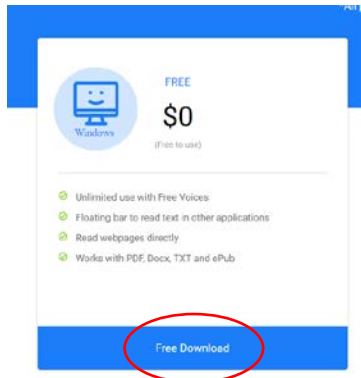 FREE
Windows
$0
(Free to use)
Unlimited use with Free Voices
Floating bar to read text in other applications
Read webpages directly
Works with PDF, Docx, TXT and ePub
Free Download